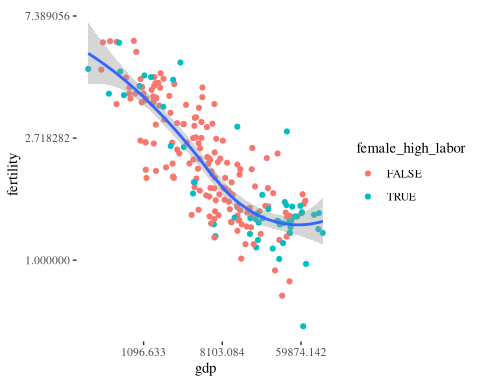 7.389056
2.718282
1.000000
fertility
1096.633 8103.084 59874.142
gdp
female_high_labor
FALSE
TRUE